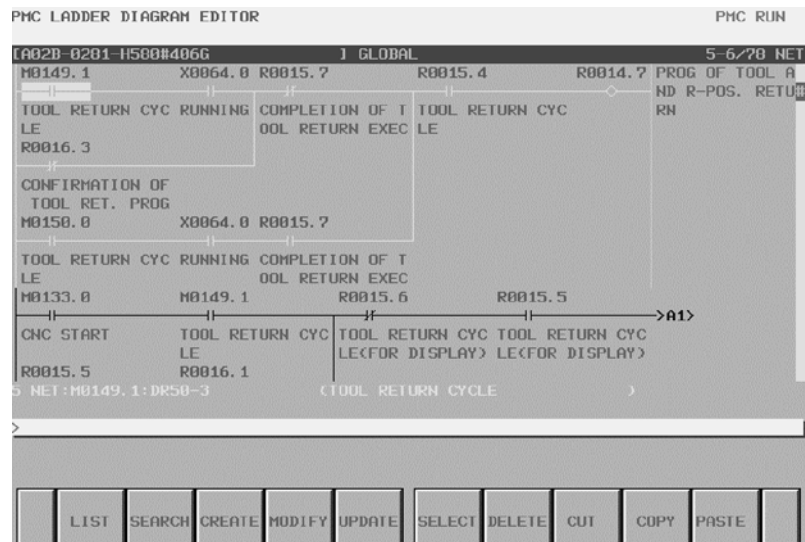 PMC LADDER DIAGRAM EDITOR PMC RUN
[A02B-0281-H580#406G ] GLOBAL 5-6/78 NET
M0149.1 X0064.0 R0015.7 R0015.4 R0014.7 PROG OF TOOL A
ND R-POS. RETU#
TOOL RETURN CYC RUNNING COMPLETION OF T TOOL RETURN CYC RN
LE OOL RETURN EXEC LE
R0016.3
CONFIRMATION OF
TOOL RET. PROG
M0150.0 X0064.0 R0015.7
TOOL RETURN CYC RUNNING COMPLETION OF T
LE OOL RETURN EXEC
M0133.0 M0149.1 R0015.6 R0015.5
>A1>
CNC START TOOL RETURN CYC TOOL RETURN CYC TOOL RETURN CYC
LE LE(FOR DISPLAY) LE(FOR DISPLAY)
R0015.5 R0016.1
5 NET:M0149.1:DR50-3 (TOOL RETURN CYCLE )
>
LIST SEARCH CREATE MODIFY UPDATE SELECT DELETE CUT COPY PASTE